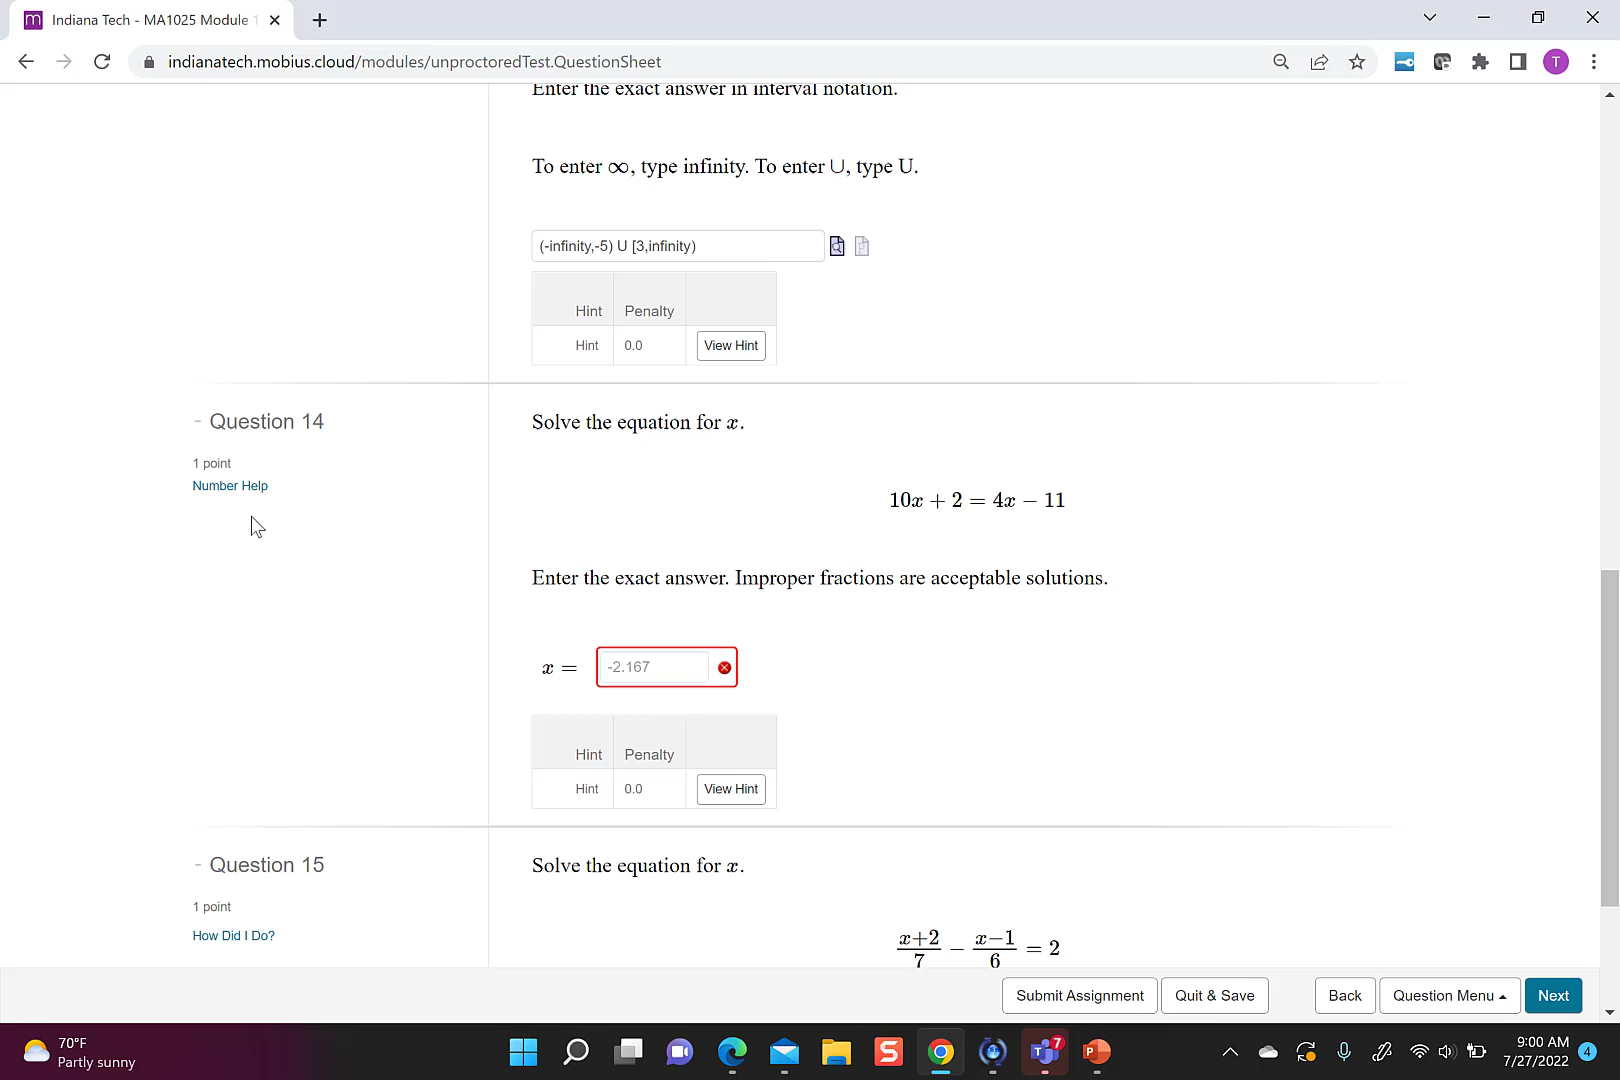 Indiana Tech - MA1025 Module 1
indianatech.mobius.cloud/modules/unproctoredTest.QuestionSheet
T
Enter the exact answer in interval notation.
To enter ∞, type infinity. To enter ∪, type U.
(-infinity,-5) U [3,infinity)
Hint Penalty
Hint 0.0 View Hint
- Question 14
1 point
Number Help
Solve the equation for x.
10x + 2 = 4x − 11
Enter the exact answer. Improper fractions are acceptable solutions.
x = -2.167
Hint Penalty
Hint 0.0 View Hint
- Question 15
1 point
How Did I Do?
Solve the equation for x.
x+2/7 − x−1/6 = 2
Submit Assignment Quit & Save Back Question Menu Next
70°F
Partly sunny
7
9:00 AM
7/27/2022
4